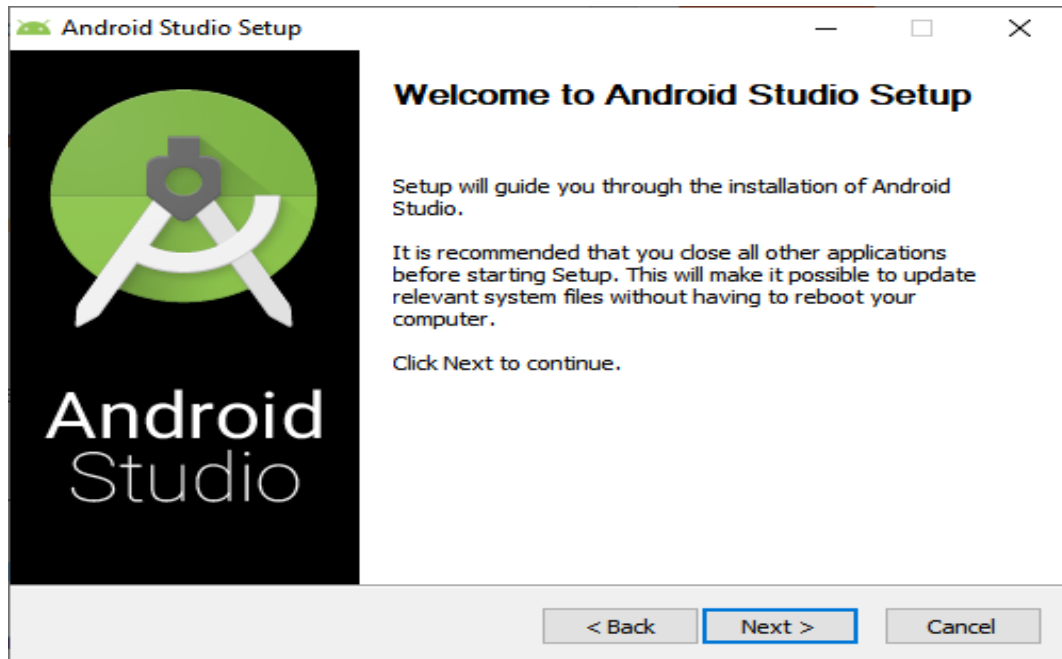 Android Studio Setup
Welcome to Android Studio Setup
Setup will guide you through the installation of Android
Studio.
It is recommended that you close all other applications
before starting Setup. This will make it possible to update
relevant system files without having to reboot your
computer.
Click Next to continue.
Android
Studio
< Back
Next >
Cancel